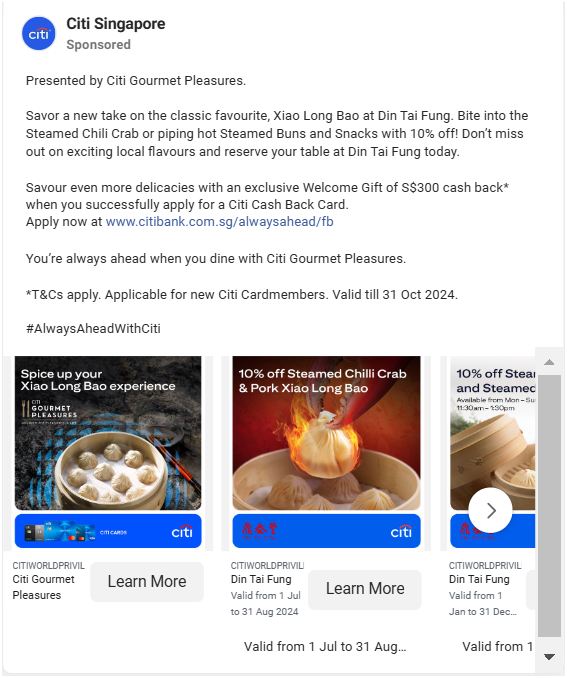 Citi Singapore
Sponsored
Presented by Citi Gourmet Pleasures.
Savor a new take on the classic favourite, Xiao Long Bao at Din Tai Fung. Bite into the
Steamed Chili Crab or piping hot Steamed Buns and Snacks with 10% off! Don't miss
out on exciting local flavours and reserve your table at Din Tai Fung today.
Savour even more delicacies with an exclusive Welcome Gift of S$300 cash back*
when you successfully apply for a Citi Cash Back Card.
Apply now at www.citibank.com.sg/alwaysahead/fb
You're always ahead when you dine with Citi Gourmet Pleasures.
*T&Cs apply. Applicable for new Citi Cardmembers. Valid till 31 Oct 2024.
#AlwaysAheadWithCiti
Spice up your
Xiao Long Bao experience
CITI
GOURMET
PLEASURES
CITI CARDS
citi
CITIWORLDPRIVIL
Citi Gourmet
Pleasures
Learn More
10% off Steamed Chilli Crab
& Pork Xiao Long Bao
鼎泰豐
citi
CITIWORLDPRIVIL
Din Tai Fung
Valid from 1 Jul
to 31 Aug 2024
Learn More
Valid from 1 Jul to 31 Aug...
10% off Stea
and Steamed
Available from Mon – Su
11:30am – 1:30pm
CITIWORLDPRIVIL
Din Tai Fung
Valid from 1
Jan to 31 Dec...
Valid from 1